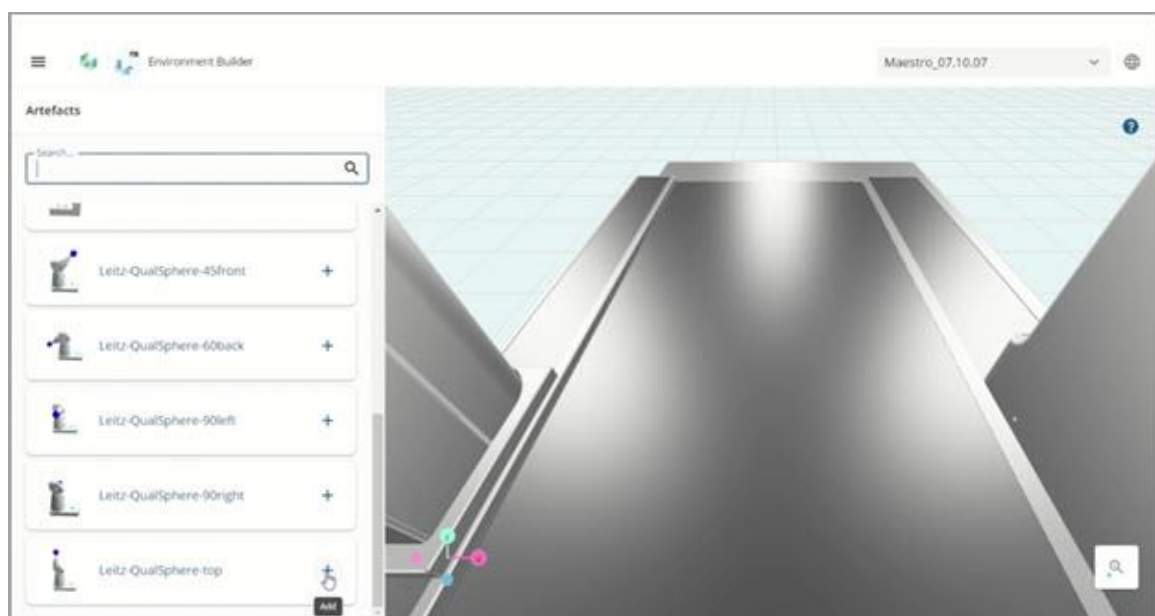 Environment Builder
Maestro_07.10.07
Artefacts
Search...
Leitz-QualSphere-45front
Leitz-QualSphere-60back
Leitz-QualSphere-90left
Leitz-QualSphere-90right
Leitz-QualSphere-top
Add